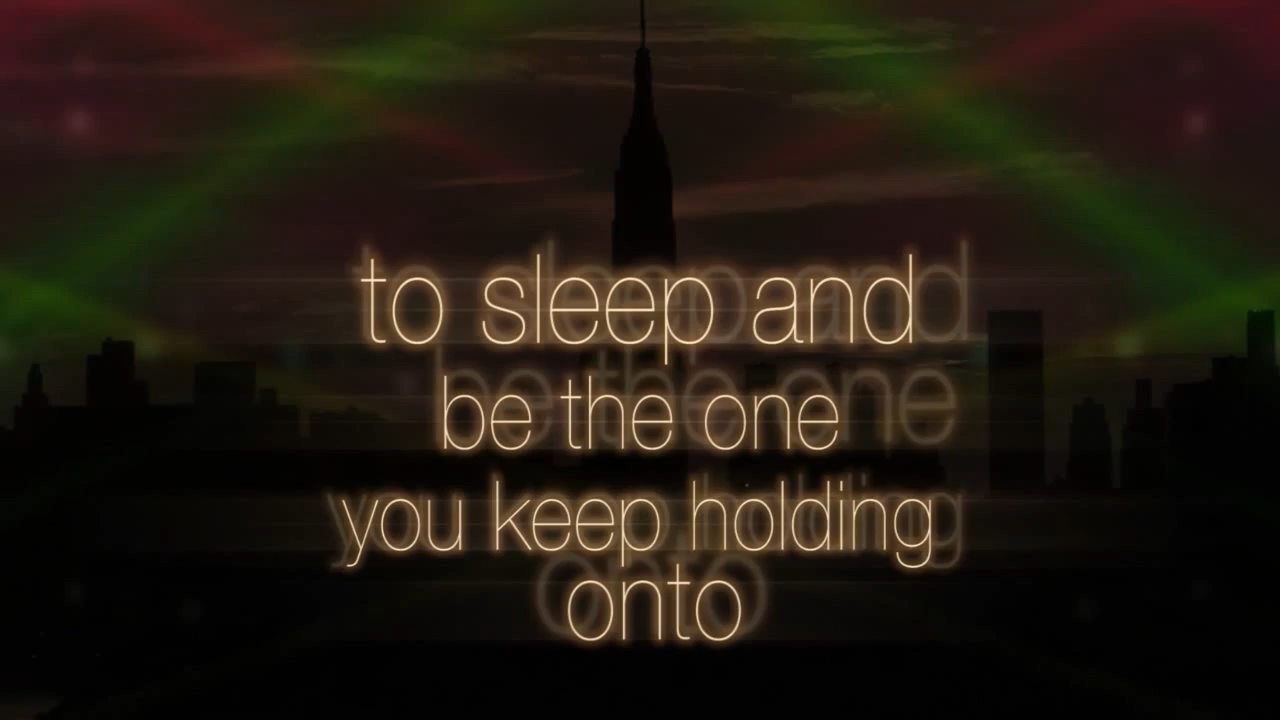 to sleep and
be the one
you keep holding
onto